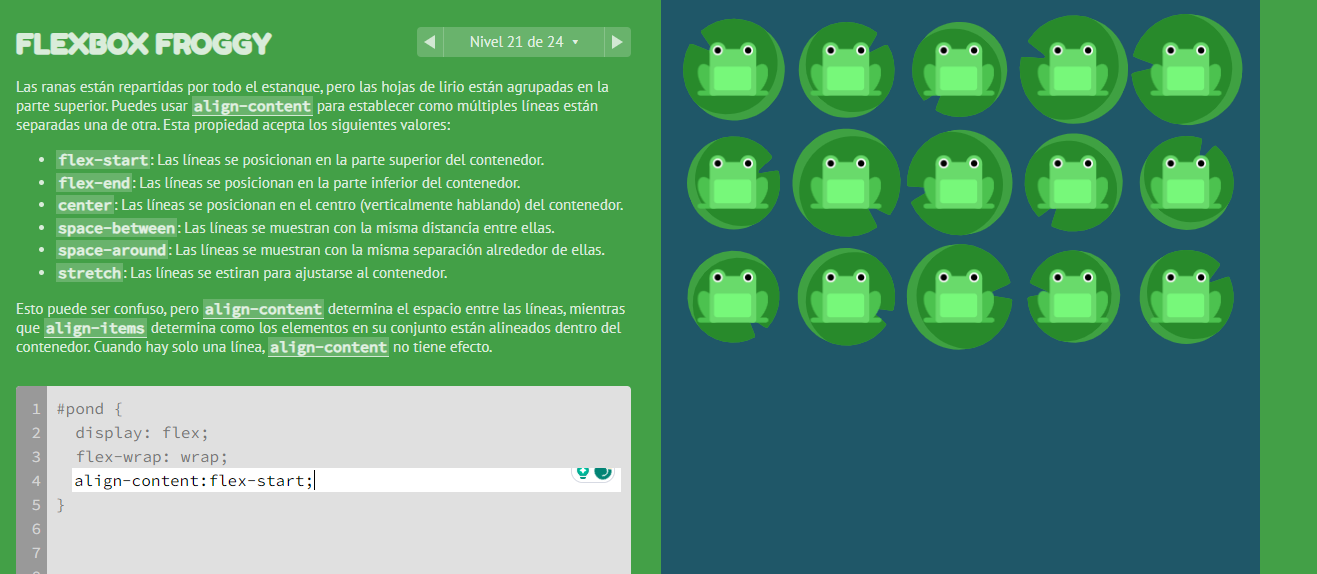 FLEXBOX FROGGY
Nivel 21 de 24
Las ranas están repartidas por todo el estanque, pero las hojas de lirio están agrupadas en la
parte superior. Puedes usar align-content para establecer como múltiples líneas están
separadas una de otra. Esta propiedad acepta los siguientes valores:
• flex-start: Las líneas se posicionan en la parte superior del contenedor.
• flex-end: Las líneas se posicionan en la parte inferior del contenedor.
• center: Las líneas se posicionan en el centro (verticalmente hablando) del contenedor.
• space-between: Las líneas se muestran con la misma distancia entre ellas.
• space-around: Las líneas se muestran con la misma separación alrededor de ellas.
• stretch: Las líneas se estiran para ajustarse al contenedor.
Esto puede ser confuso, pero align-content determina el espacio entre las líneas, mientras
que align-items determina como los elementos en su conjunto están alineados dentro del
contenedor. Cuando hay solo una línea, align-content no tiene efecto.
1 #pond {
2 display: flex;
3 flex-wrap: wrap;
4 align-content:flex-start;
5 }
6
7